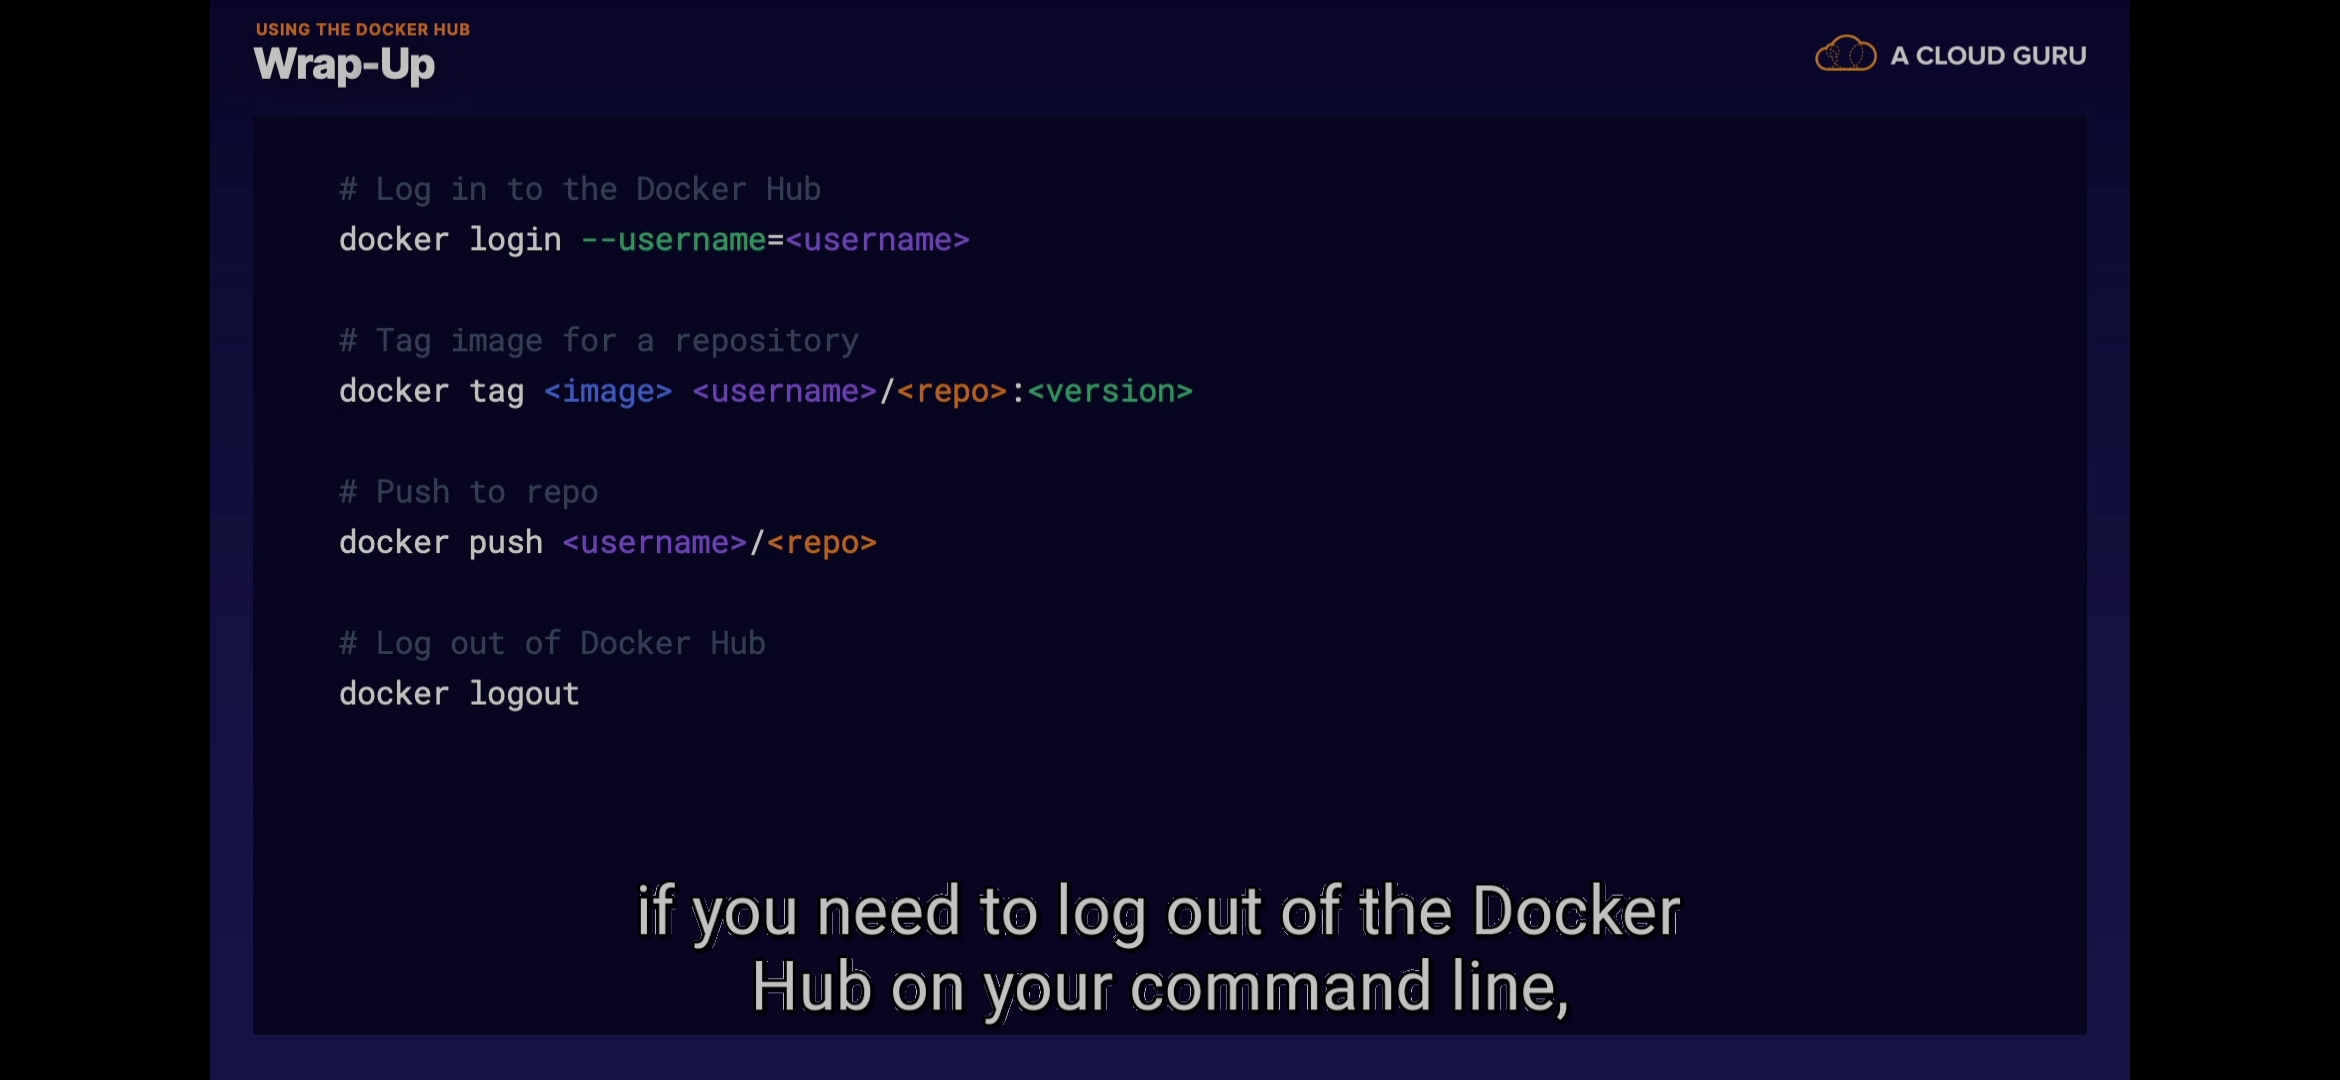 USING THE DOCKER HUB
Wrap-Up
A CLOUD GURU
# Log in to the Docker Hub
docker login --username=<username>
# Tag image for a repository
docker tag <image> <username>/<repo>:<version>
# Push to repo
docker push <username>/<repo>
# Log out of Docker Hub
docker logout
if you need to log out of the Docker
Hub on your command line,